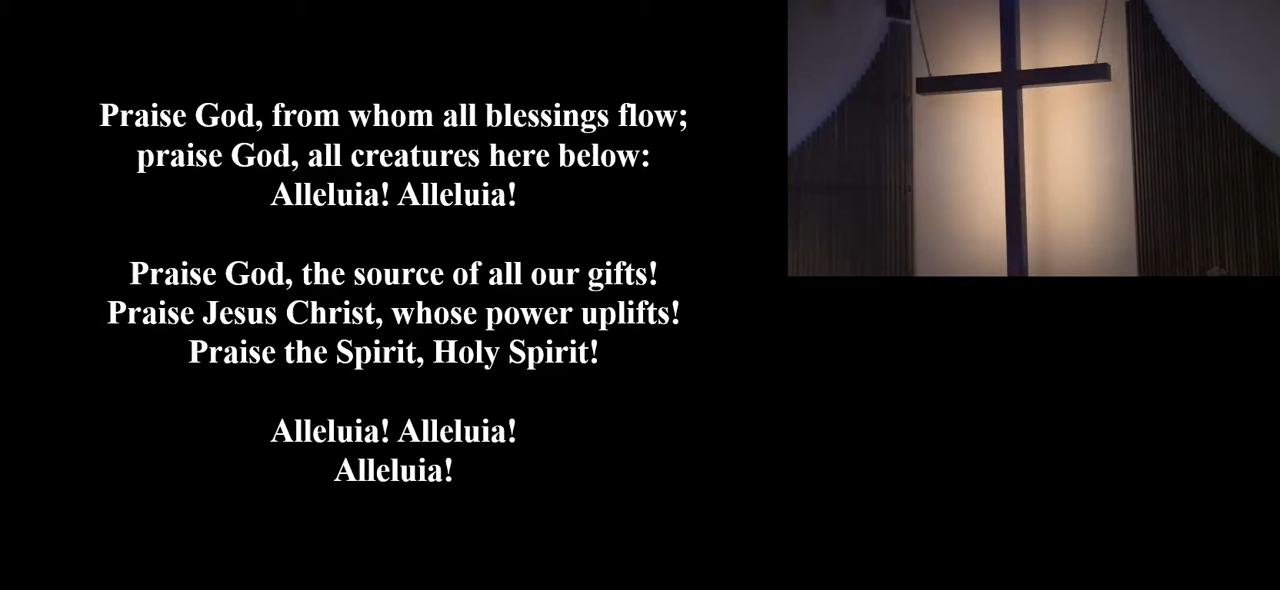 Praise God, from whom all blessings flow;
praise God, all creatures here below:
Alleluia! Alleluia!
Praise God, the source of all our gifts!
Praise Jesus Christ, whose power uplifts!
Praise the Spirit, Holy Spirit!
Alleluia! Alleluia!
Alleluia!